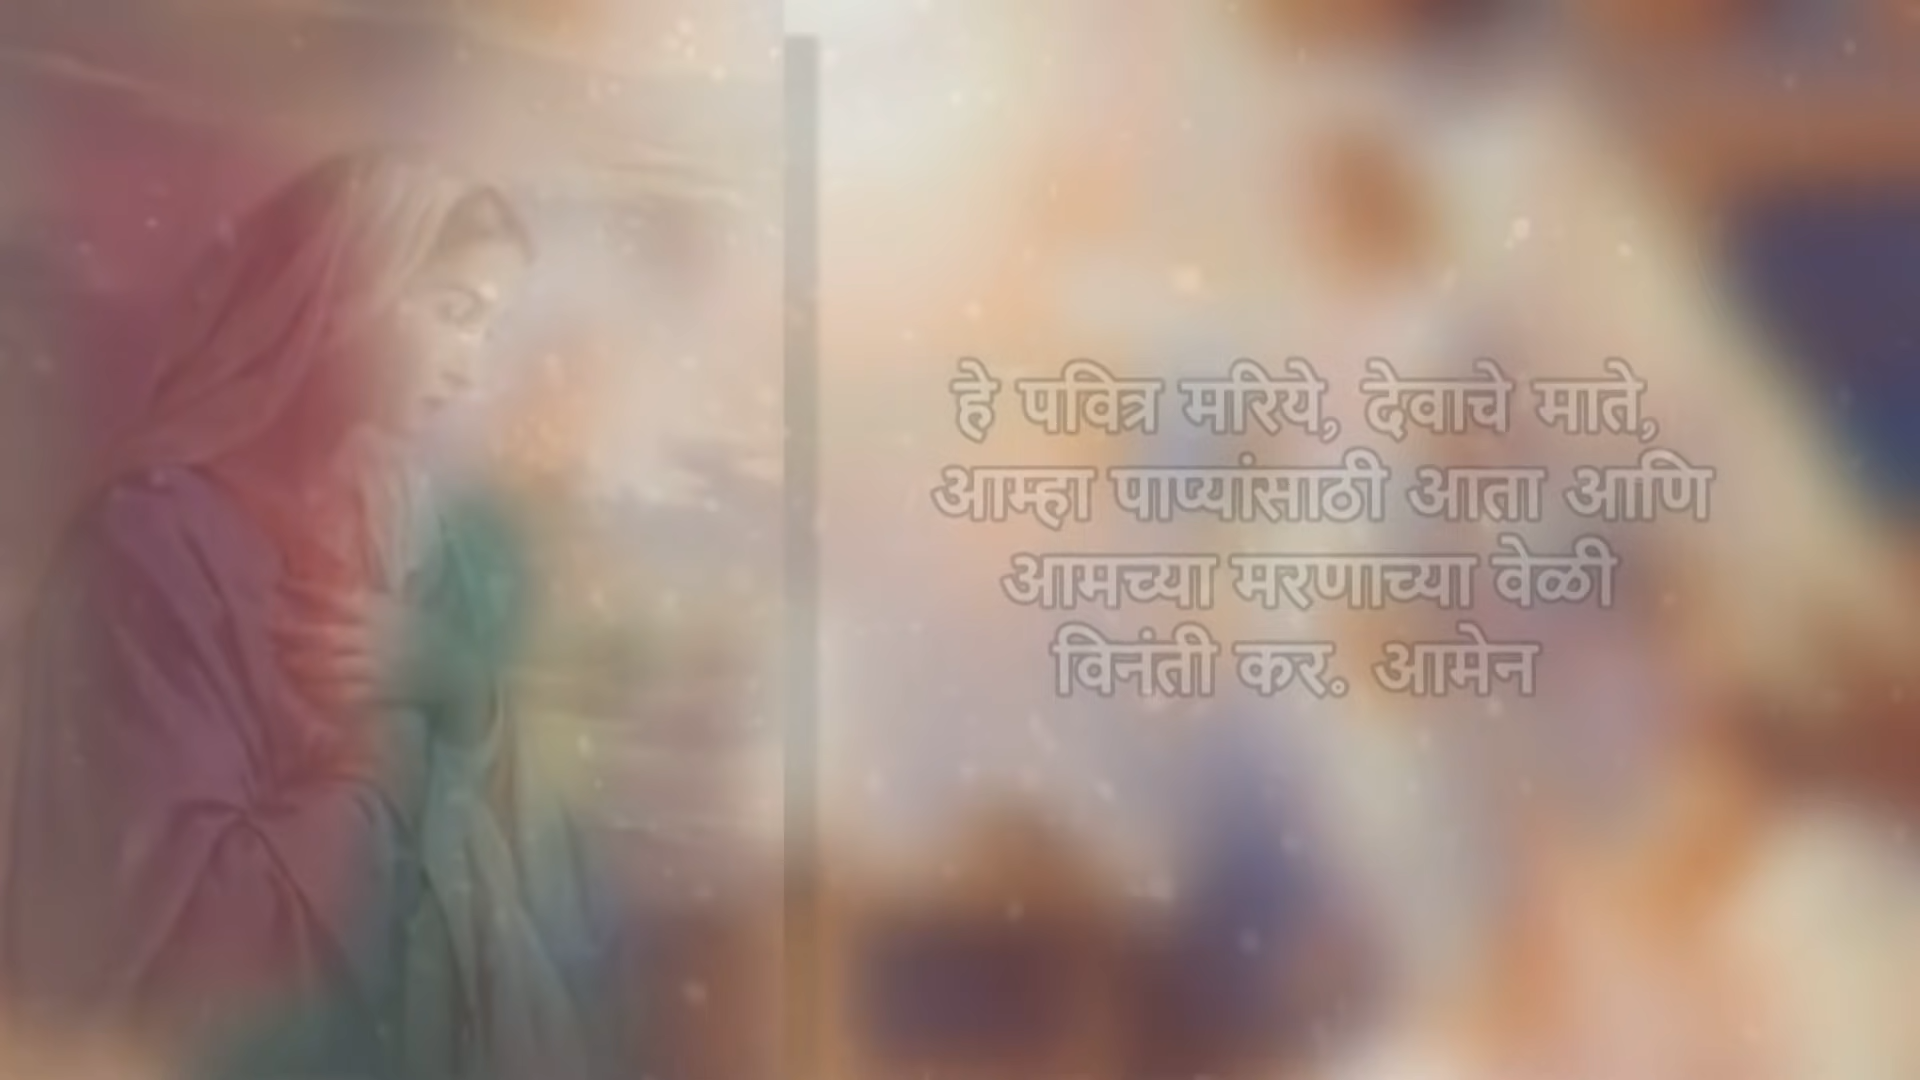 हे पवित्र मरिये, देवाचे माते,
आम्हा पाप्यांसाठी आता आणि
आमच्या मरणाच्या वेळी
विनंती कर. आमेन